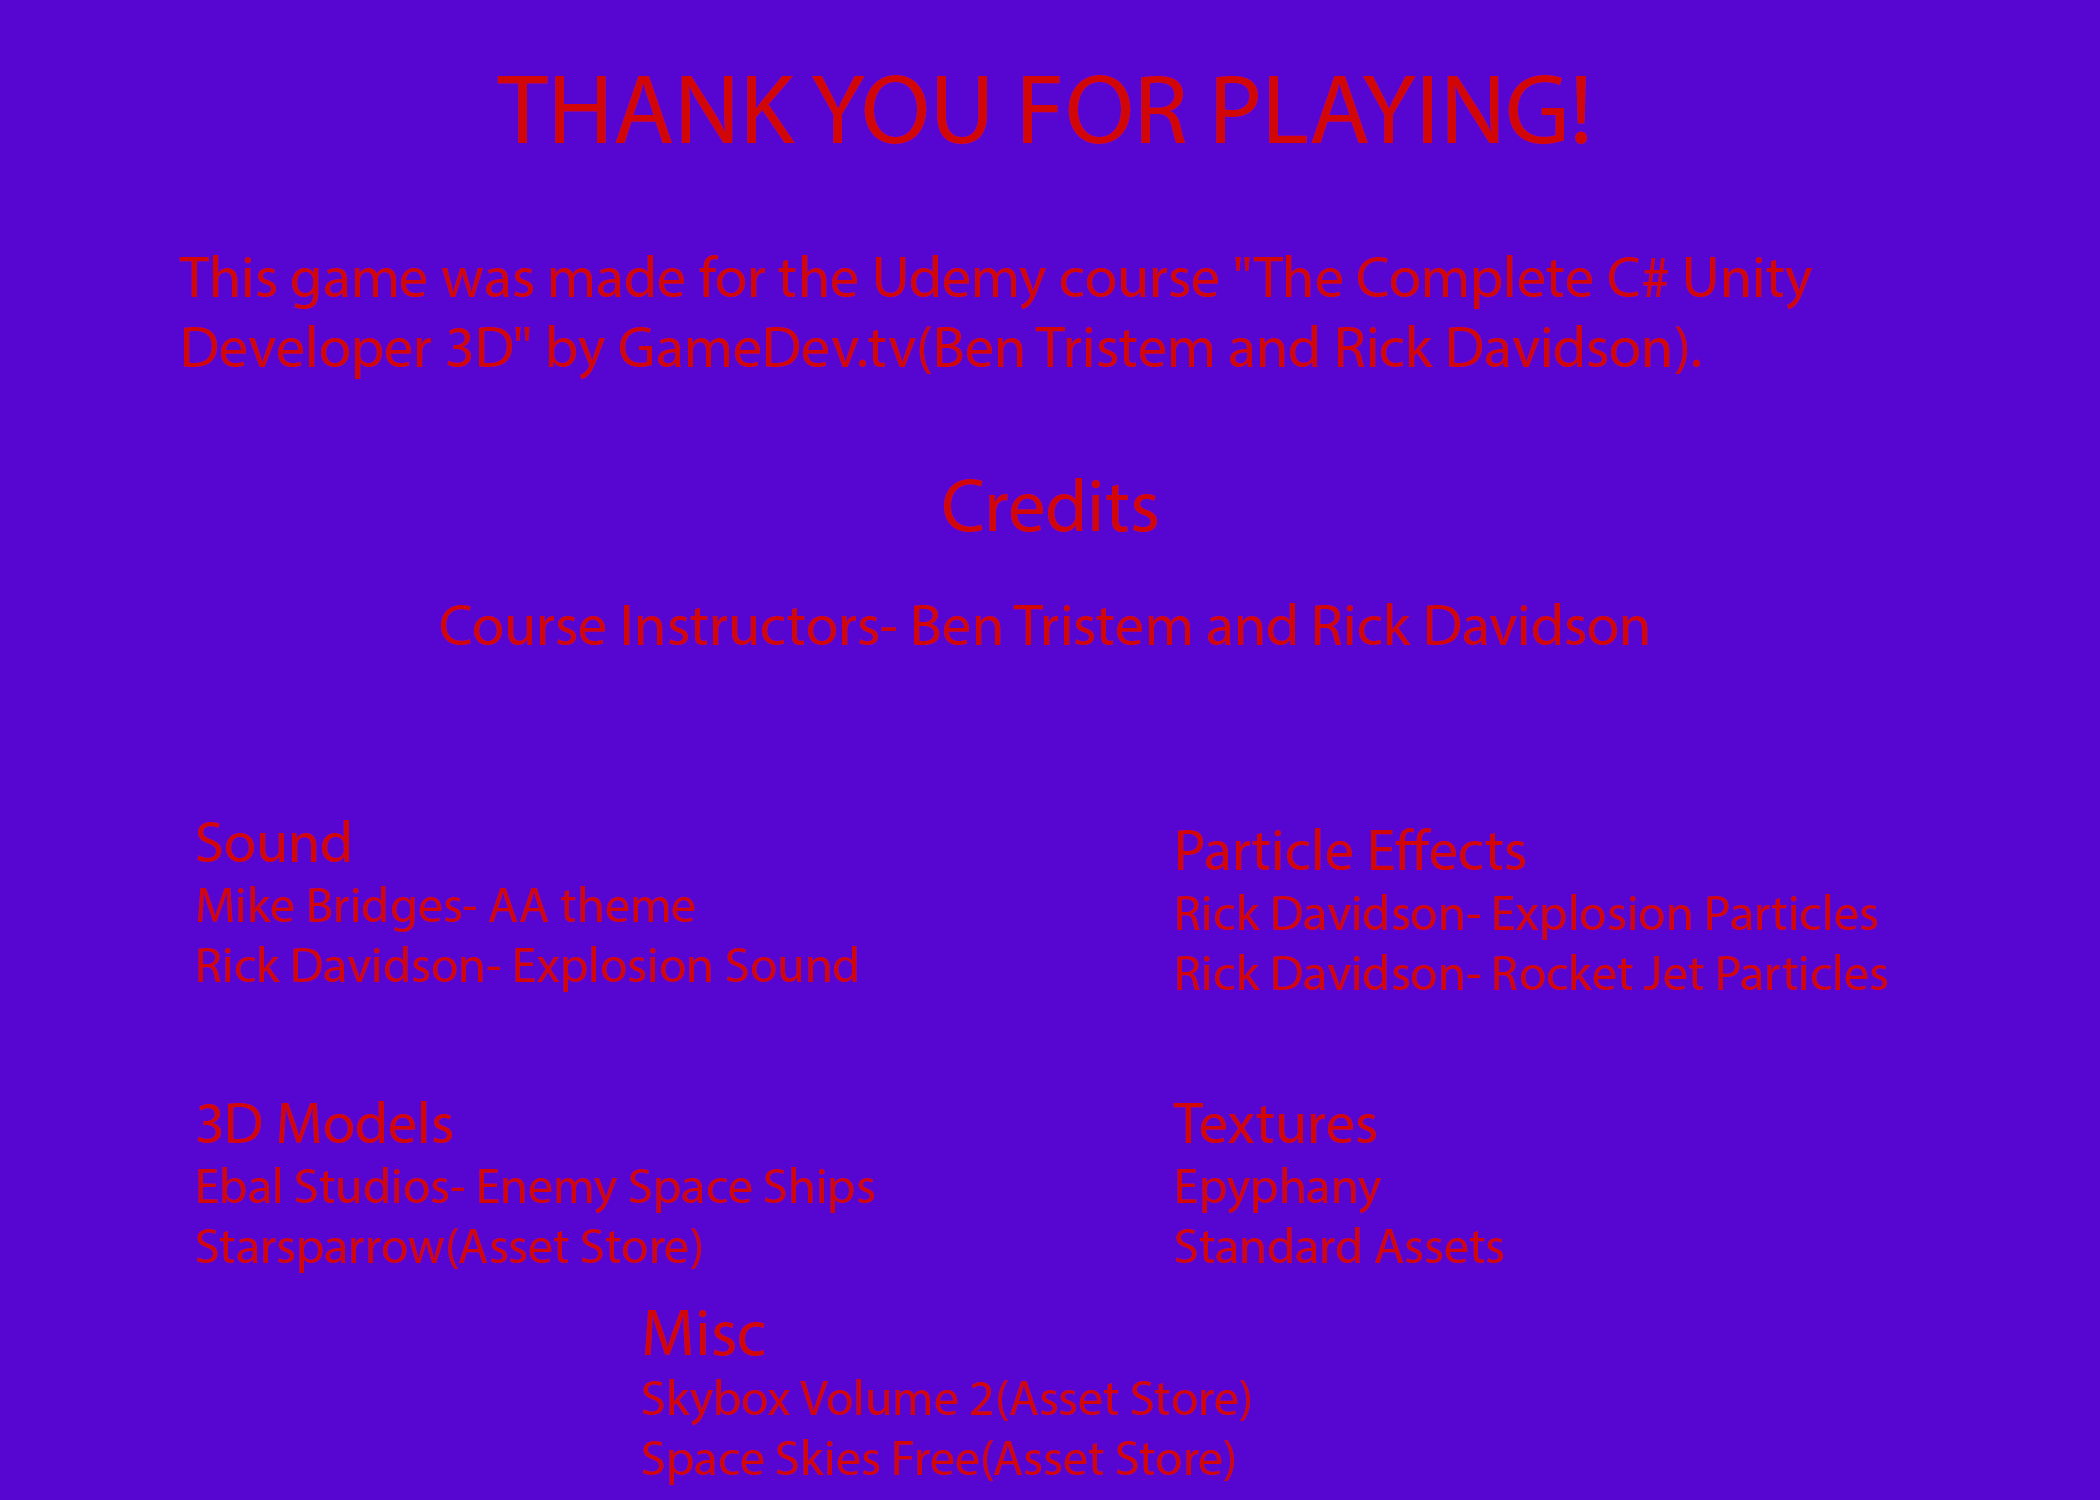 THANK YOU FOR PLAYING!
This game was made for the Udemy course "The Complete C# Unity
Developer 3D" by GameDev.tv(Ben Tristem and Rick Davidson).
Credits
Course Instructors- Ben Tristem and Rick Davidson
Sound
Mike Bridges- AA theme
Rick Davidson- Explosion Sound
Particle Effects
Rick Davidson- Explosion Particles
Rick Davidson- Rocket Jet Particles
3D Models
Ebal Studios- Enemy Space Ships
Starsparrow(Asset Store)
Textures
Epyphany
Standard Assets
Misc
Skybox Volume 2(Asset Store)
Space Skies Free(Asset Store)